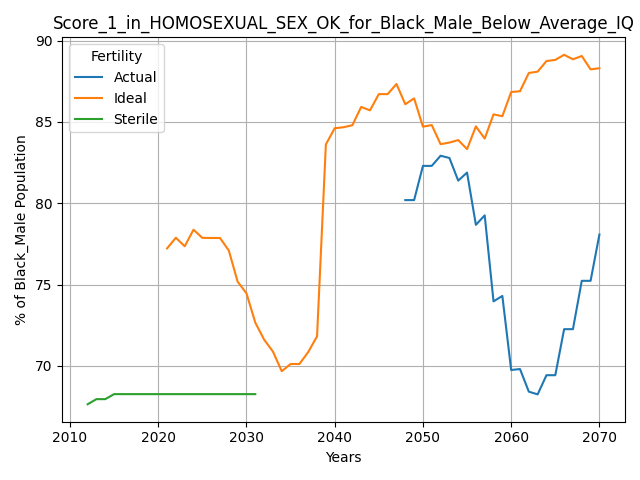 Score_1_in_HOMOSEXUAL_SEX_OK_for_Black_Male_Below_Average_IQ
Fertility
Actual
Ideal
Sterile
% of Black_Male Population
90
85
80
75
70
2010 2020 2030 2040 2050 2060 2070
Years